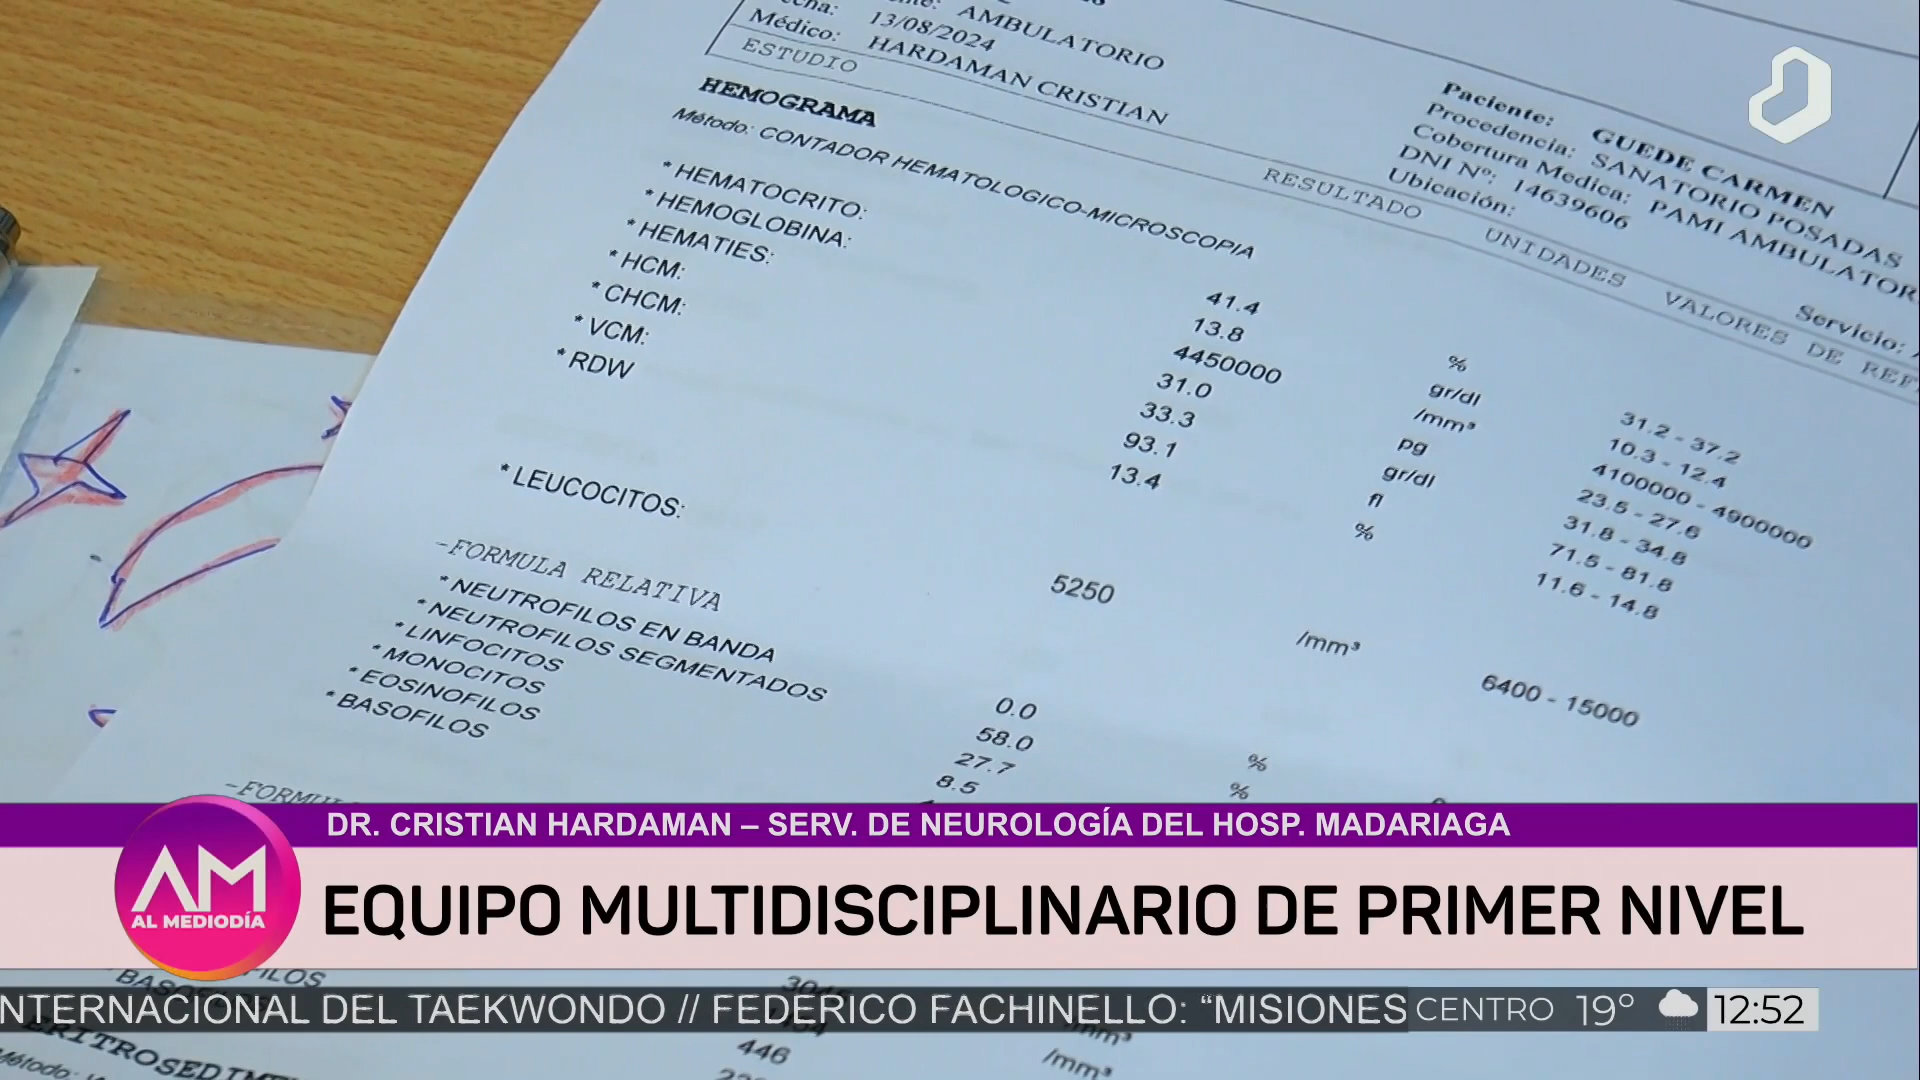 AMBULATORIO
13/08/2024
Médico: HARDAMAN CRISTIAN
ESTUDIO
RESULTADO UNIDADES VALORES DE REF
Paciente: GUEDE CARMEN
Procedencia: SANATORIO POSADAS
Cobertura Medica: PAMI AMBULATOR
DNI Nº: 14639606
Ubicación:
Servicio:
HEMOGRAMA
Método: CONTADOR HEMATOLOGICO-MICROSCOPIA
* HEMATOCRITO: 41.4 % 31.2 - 37.2
* HEMOGLOBINA: 13.8 gr/dl 10.3 - 12.4
* HEMATIES: 4450000 /mm³ 4100000 - 4900000
* HCM: 31.0 pg 23.5 - 27.6
* CHCM: 33.3 gr/dl 31.8 - 34.8
* VCM: 93.1 fl 71.5 - 81.8
* RDW 13.4 % 11.6 - 14.8
* LEUCOCITOS: 5250 /mm³ 6400 - 15000
-FORMULA RELATIVA
* NEUTROFILOS EN BANDA 0.0 %
* NEUTROFILOS SEGMENTADOS 58.0 %
* LINFOCITOS 27.7
* MONOCITOS 8.5
* EOSINOFILOS
* BASOFILOS
DR. CRISTIAN HARDAMAN – SERV. DE NEUROLOGÍA DEL HOSP. MADARIAGA
AM
AL MEDIODÍA
EQUIPO MULTIDISCIPLINARIO DE PRIMER NIVEL
446 /mm³
NTERNACIONAL DEL TAEKWONDO // FEDERICO FACHINELLO: “MISIONES CENTRO 19° 12:52